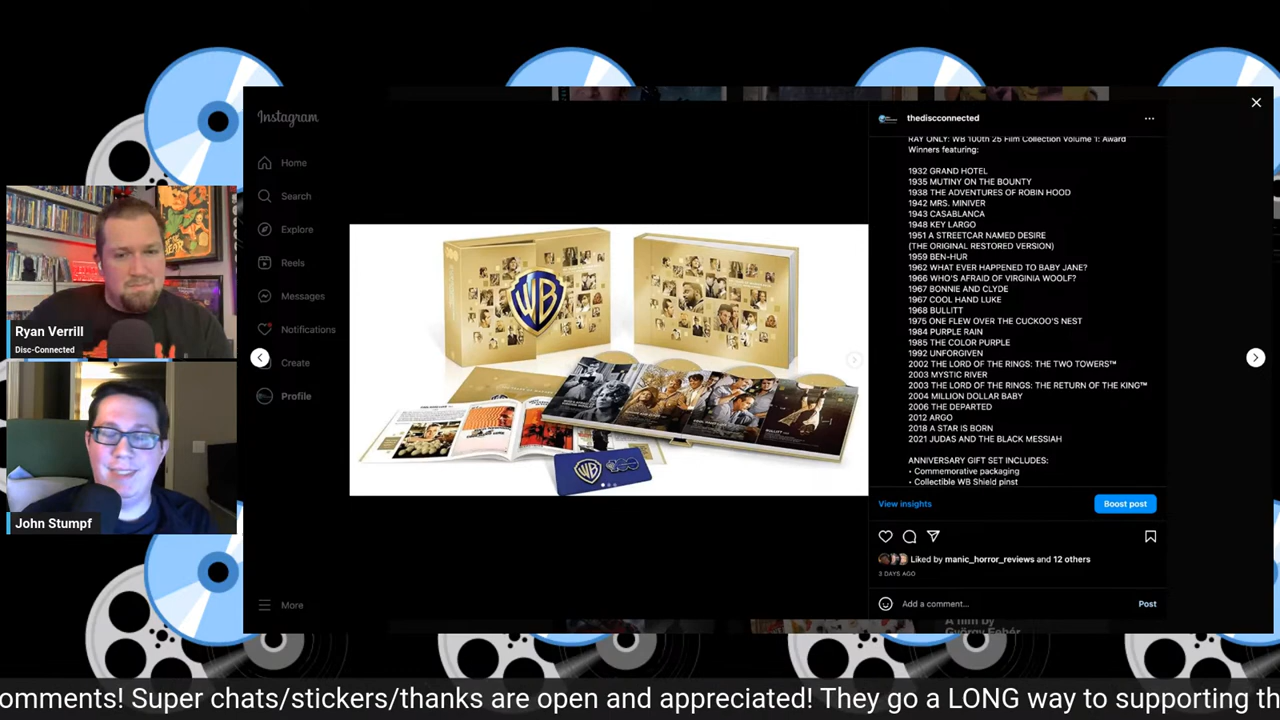 Instagram
Home
Search
Explore
Reels
Messages
Notifications
Create
Profile
More
Ryan Verrill
Disc-Connected
John Stumpf
WB
WB
thediscconnected
RAY ONLY: WB 100th 25 Film Collection Volume 1: Award
Winners featuring:
1932 GRAND HOTEL
1935 MUTINY ON THE BOUNTY
1938 THE ADVENTURES OF ROBIN HOOD
1942 MRS. MINIVER
1943 CASABLANCA
1948 KEY LARGO
1951 A STREETCAR NAMED DESIRE
(THE ORIGINAL RESTORED VERSION)
1959 BEN-HUR
1962 WHAT EVER HAPPENED TO BABY JANE?
1966 WHO'S AFRAID OF VIRGINIA WOOLF?
1967 BONNIE AND CLYDE
1967 COOL HAND LUKE
1968 BULLITT
1975 ONE FLEW OVER THE CUCKOO'S NEST
1984 PURPLE RAIN
1985 THE COLOR PURPLE
1992 UNFORGIVEN
2002 THE LORD OF THE RINGS: THE TWO TOWERS™
2003 MYSTIC RIVER
2003 THE LORD OF THE RINGS: THE RETURN OF THE KING™
2004 MILLION DOLLAR BABY
2006 THE DEPARTED
2012 ARGO
2018 A STAR IS BORN
2021 JUDAS AND THE BLACK MESSIAH
ANNIVERSARY GIFT SET INCLUDES:
• Commemorative packaging
• Collectible WB Shield pinst
View insights
Boost post
Liked by manic_horror_reviews and 12 others
3 DAYS AGO
Add a comment...
Post
A film by
György Fehér
omments! Super chats/stickers/thanks are open and appreciated! They go a LONG way to supporting th